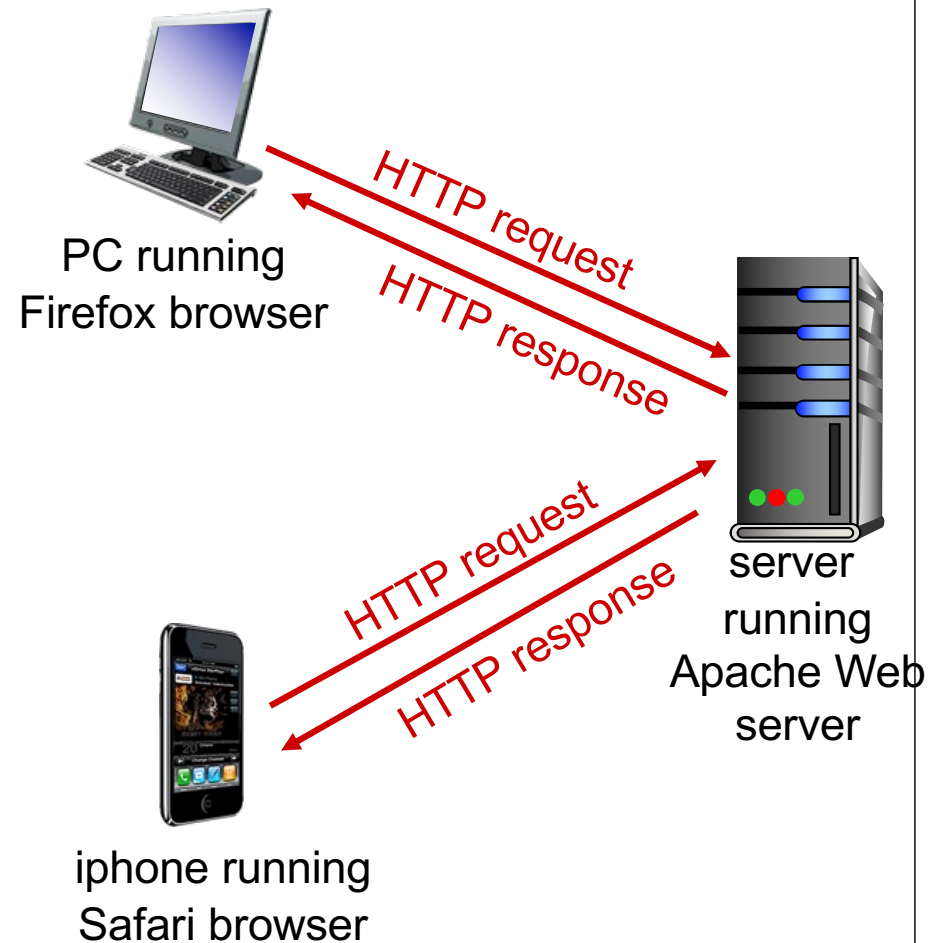 HTTP request
HTTP response
PC running
Firefox browser
HTTP request
HTTP response
server
running
Apache Web
server
iphone running
Safari browser